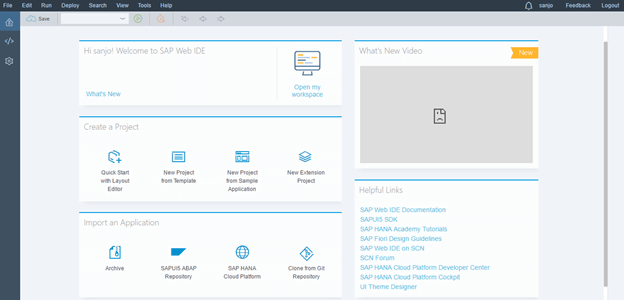 File Edit Run Deploy Search View Tools Help sanjo Feedback Logout
Save
Hi sanjo! Welcome to SAP Web IDE
What's New
Open my
workspace
What's New Video
New
Create a Project
Quick Start
with Layout
Editor
New Project
from Template
New Project
from Sample
Application
New Extension
Project
Import an Application
Archive
SAPUI5 ABAP
Repository
SAP HANA
Cloud Platform
Clone from Git
Repository
Helpful Links
SAP Web IDE Documentation
SAPUI5 SDK
SAP HANA Academy Tutorials
SAP Fiori Design Guidelines
SAP Web IDE on SCN
SCN Forum
SAP HANA Cloud Platform Developer Center
SAP HANA Cloud Platform Cockpit
UI Theme Designer